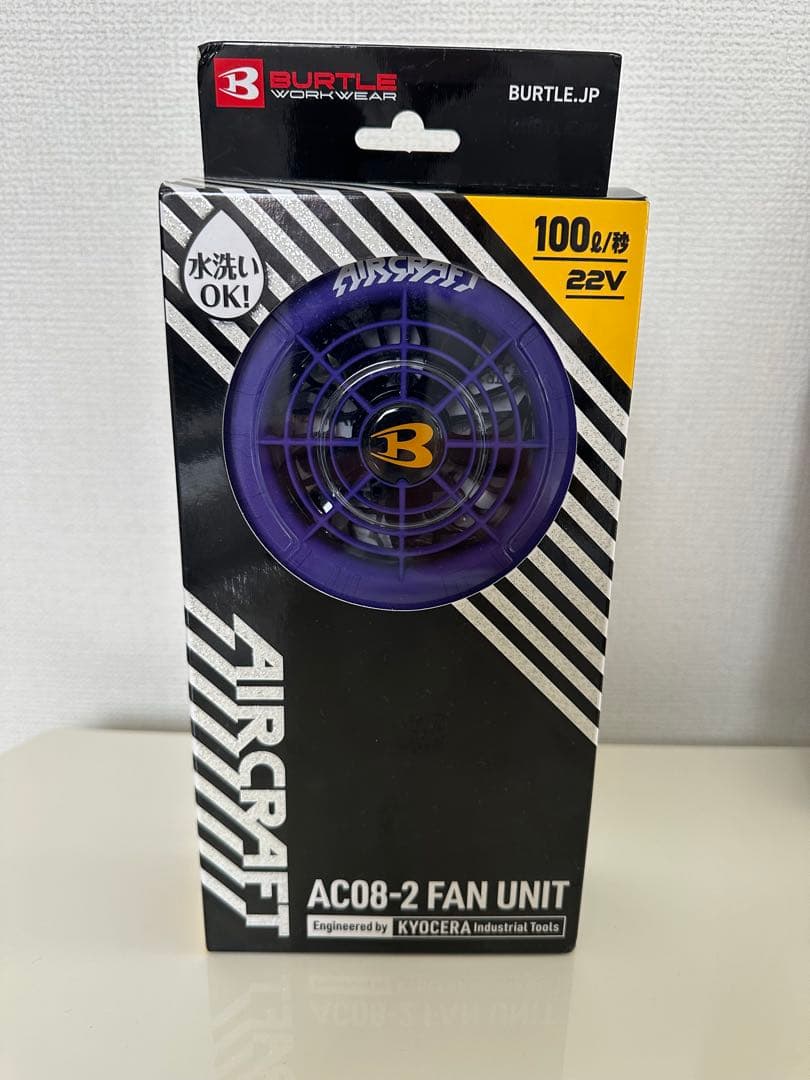 B BURTLE
WORKWEAR
BURTLE.JP
水洗い
OK!
100ℓ/秒
22V
AIRCRAFT
B
AIRCRAFT
AC08-2 FAN UNIT
Engineered by KYOCERA Industrial Tools